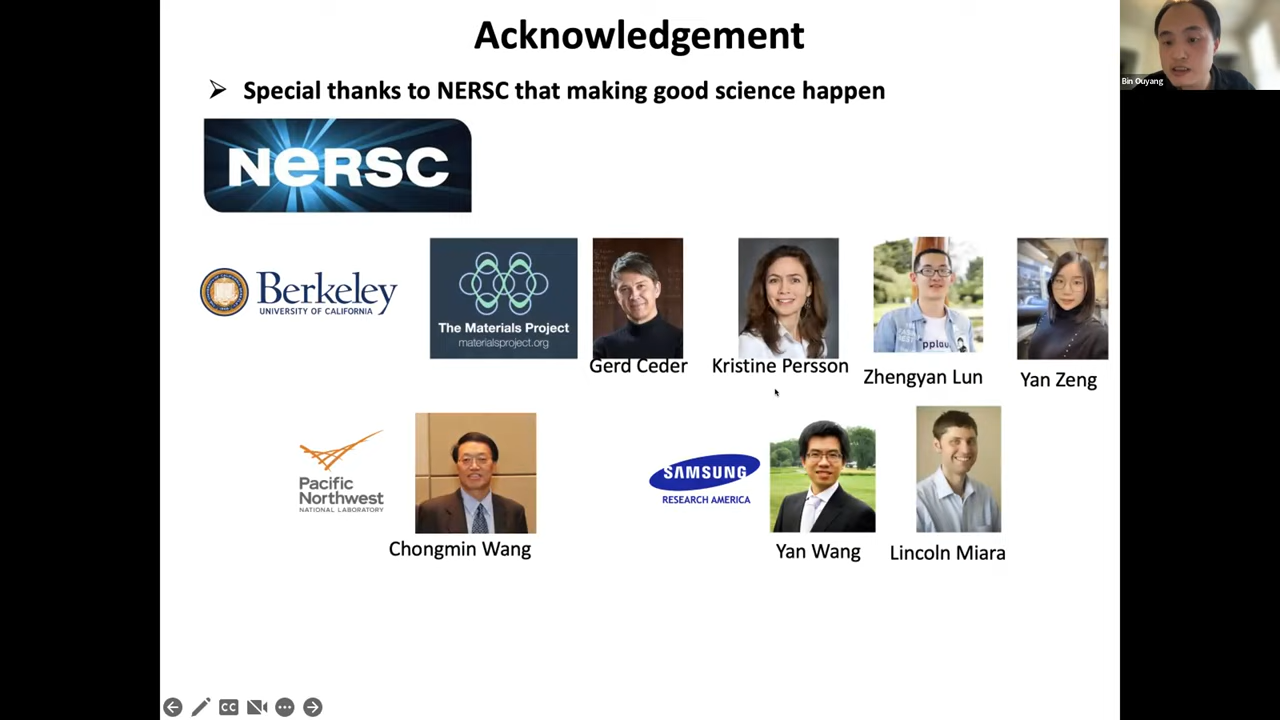 Acknowledgement
Bin Ouyang
Special thanks to NERSC that making good science happen
NERSC
Berkeley
UNIVERSITY OF CALIFORNIA
The Materials Project
materialsproject.org
Gerd Ceder
Kristine Persson
Zhengyan Lun
Yan Zeng
Pacific
Northwest
NATIONAL LABORATORY
Chongmin Wang
SAMSUNG
RESEARCH AMERICA
Yan Wang
Lincoln Miara
CC